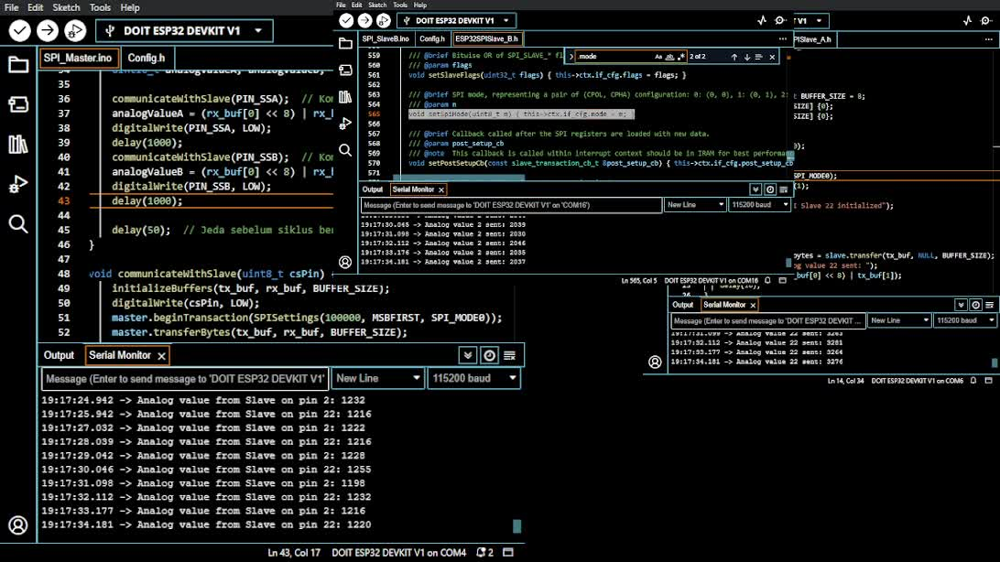 File Edit Sketch Tools Help
DOIT ESP32 DEVKIT V1
SPI_Master.ino Config.h
35
36 communicateWithSlave(PIN_SSA); // Kom
37 analogValueA = (rx_buf[0] << 8) | rx_
38 digitalWrite(PIN_SSA, LOW);
39 delay(1000);
40 communicateWithSlave(PIN_SSB); // Kom
41 analogValueB = (rx_buf[0] << 8) | rx_
42 digitalWrite(PIN_SSB, LOW);
43 delay(1000);
44
45 delay(50); // Jeda sebelum siklus ber
46 }
47
48 void communicateWithSlave(uint8_t csPin)
49 initializeBuffers(tx_buf, rx_buf, BUFFER_SIZE);
50 digitalWrite(csPin, LOW);
51 master.beginTransaction(SPISettings(100000, MSBFIRST, SPI_MODE0));
52 master.transferBytes(tx_buf, rx_buf, BUFFER_SIZE);
Output Serial Monitor
Message (Enter to send message to 'DOIT ESP32 DEVKIT V1' New Line 115200 baud
19:17:24.942 -> Analog value from Slave on pin 2: 1232
19:17:25.942 -> Analog value from Slave on pin 22: 1216
19:17:27.032 -> Analog value from Slave on pin 2: 1222
19:17:28.039 -> Analog value from Slave on pin 22: 1216
19:17:29.042 -> Analog value from Slave on pin 2: 1228
19:17:30.046 -> Analog value from Slave on pin 22: 1255
19:17:31.098 -> Analog value from Slave on pin 2: 1198
19:17:32.112 -> Analog value from Slave on pin 22: 1232
19:17:33.177 -> Analog value from Slave on pin 2: 1216
19:17:34.181 -> Analog value from Slave on pin 22: 1220
Ln 43, Col 17 DOIT ESP32 DEVKIT V1 on COM4 2
File Edit Sketch Tools Help
DOIT ESP32 DEVKIT V1
SPI_SlaveB.ino Config.h ESP32SPISlave_B.h
mode Aa ab .* 2 of 2
559 /// @brief Bitwise OR of SPI_SLAVE_* fl
560 /// @param flags
561 void setSlaveFlags(uint32_t flags) { this->ctx.if_cfg.flags = flags; }
562
563 /// @brief SPI mode, representing a pair of (CPOL, CPHA) configuration: 0: (0, 0), 1: (0, 1), 2:
564 /// @param m
565 void setSpiMode(uint8_t m) { this->ctx.if_cfg.mode = m; }
566
567 /// @brief Callback called after the SPI registers are loaded with new data.
568 /// @param post_setup_cb
569 /// @note This callback is called within interrupt context should be in IRAM for best performa
570 void setPostSetupCb(const slave_transaction_cb_t &post_setup_cb) { this->ctx.if_cfg.post_setup_cb
571
Output Serial Monitor
Message (Enter to send message to 'DOIT ESP32 DEVKIT V1' on 'COM16') New Line 115200 baud
19:17:30.045 -> Analog value 2 sent: 2039
19:17:31.098 -> Analog value 2 sent: 2030
19:17:32.112 -> Analog value 2 sent: 2046
19:17:33.176 -> Analog value 2 sent: 2035
19:17:34.181 -> Analog value 2 sent: 2037
Ln 565, Col 5 DOIT ESP32 DEVKIT V1 on COM16
V1
PISlave_A.h
BUFFER_SIZE = 8;
SIZE] {0};
SIZE] {0};
SPI_MODE0);
(1);
Slave 22 initialized");
bytes = slave.transfer(tx_buf, NULL, BUFFER_SIZE);
log value 22 sent: ");
_buf[0] << 8) | tx_buf[1]);
Output Serial Monitor
Message (Enter to send message to 'DOIT ESP32 DEVKIT ... New Line 115200 baud
19:17:31.099 -> Analog value 22 sent: 3263
19:17:32.112 -> Analog value 22 sent: 3281
19:17:33.177 -> Analog value 22 sent: 3264
19:17:34.181 -> Analog value 22 sent: 3276
Ln 14, Col 34 DOIT ESP32 DEVKIT V1 on COM6